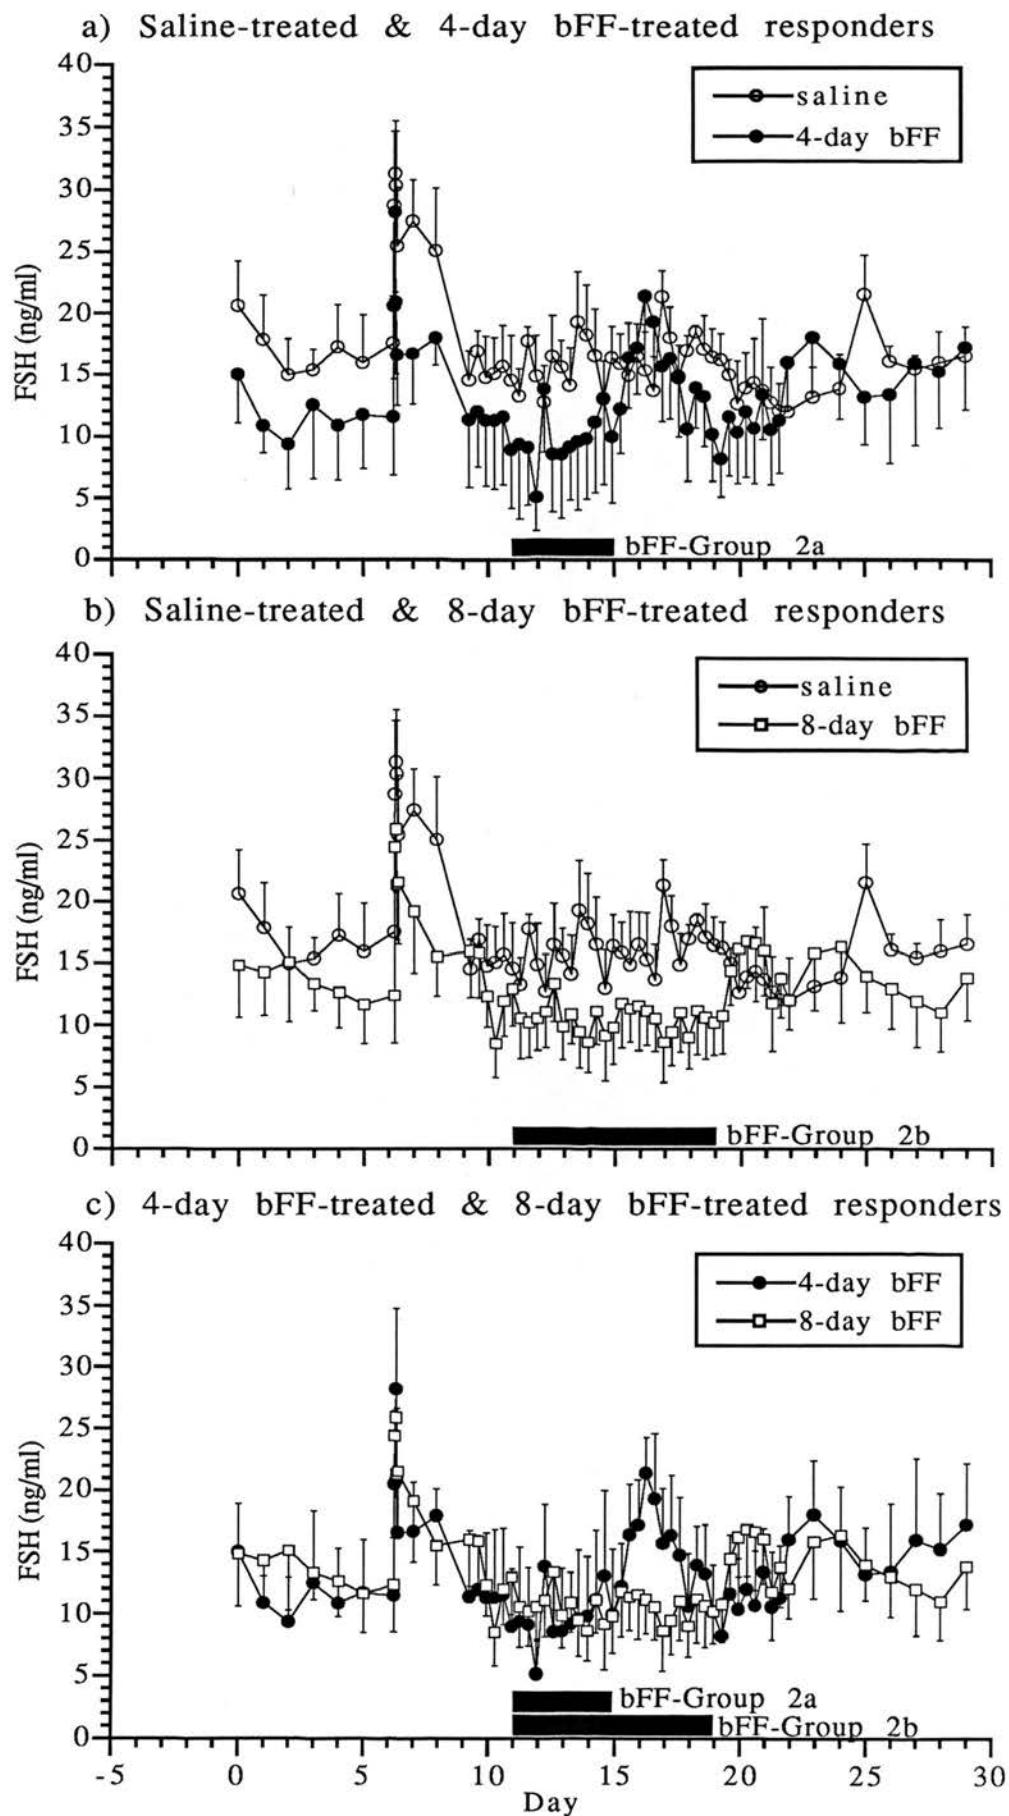 a) Saline-treated & 4-day bFF-treated responders
40
35
30
25
20
15
10
5
0
FSH (ng/ml)
saline
4-day bFF
bFF-Group 2a
b) Saline-treated & 8-day bFF-treated responders
40
35
30
25
20
15
10
5
0
FSH (ng/ml)
saline
8-day bFF
bFF-Group 2b
c) 4-day bFF-treated & 8-day bFF-treated responders
40
35
30
25
20
15
10
5
0
FSH (ng/ml)
4-day bFF
8-day bFF
bFF-Group 2a
bFF-Group 2b
-5 0 5 10 15 20 25 30
Day